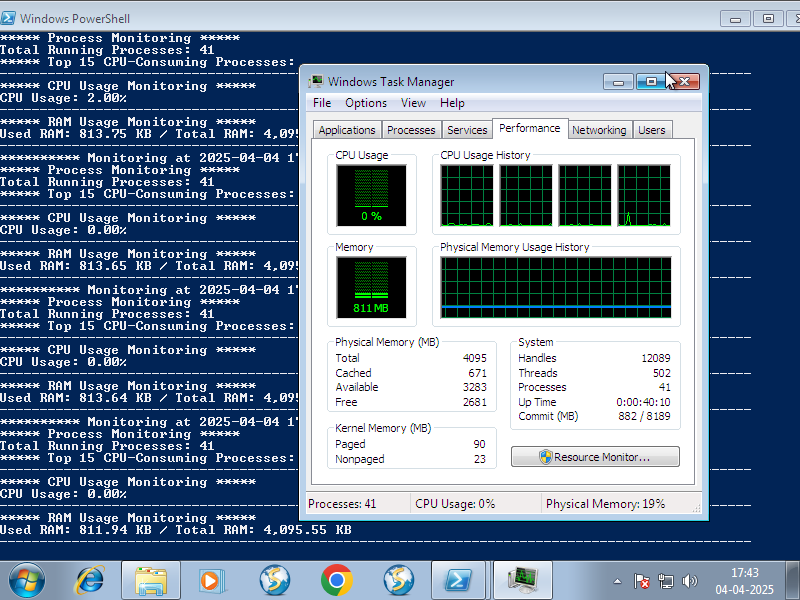 Windows PowerShell
***** Process Monitoring *****
Total Running Processes: 41
***** Top 15 CPU-Consuming Processes:
***** CPU Usage Monitoring *****
CPU Usage: 2.00%
***** RAM Usage Monitoring *****
Used RAM: 813.75 KB / Total RAM: 4,095
********** Monitoring at 2025-04-04 1
***** Process Monitoring *****
Total Running Processes: 41
***** Top 15 CPU-Consuming Processes:
***** CPU Usage Monitoring *****
CPU Usage: 0.00%
***** RAM Usage Monitoring *****
Used RAM: 813.65 KB / Total RAM: 4,095
********** Monitoring at 2025-04-04 1
***** Process Monitoring *****
Total Running Processes: 41
***** Top 15 CPU-Consuming Processes:
***** CPU Usage Monitoring *****
CPU Usage: 0.00%
***** RAM Usage Monitoring *****
Used RAM: 813.64 KB / Total RAM: 4,095
********** Monitoring at 2025-04-04 1
***** Process Monitoring *****
Total Running Processes: 41
***** Top 15 CPU-Consuming Processes:
***** CPU Usage Monitoring *****
CPU Usage: 0.00%
***** RAM Usage Monitoring *****
Used RAM: 811.94 KB / Total RAM: 4,095.55 KB
Windows Task Manager
File Options View Help
Applications Processes Services Performance Networking Users
CPU Usage
0 %
CPU Usage History
Memory
811 MB
Physical Memory Usage History
Physical Memory (MB)
Total 4095
Cached 671
Available 3283
Free 2681
Kernel Memory (MB)
Paged 90
Nonpaged 23
System
Handles 12089
Threads 502
Processes 41
Up Time 0:00:40:10
Commit (MB) 882 / 8189
Resource Monitor...
Processes: 41 CPU Usage: 0% Physical Memory: 19%
17:43
04-04-2025